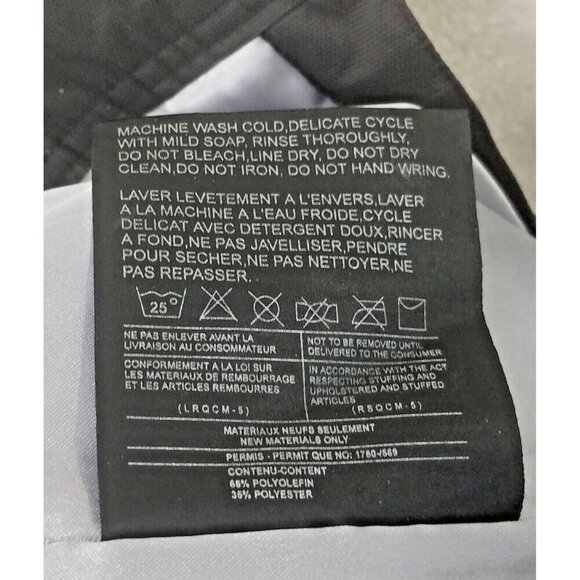 MACHINE WASH COLD,DELICATE CYCLE
WITH MILD SOAP, RINSE THOROUGHLY,
DO NOT BLEACH,LINE DRY, DO NOT DRY
CLEAN,DO NOT IRON, DO NOT HAND WRING.
LAVER LEVETEMENT A L'ENVERS,LAVER
A LA MACHINE A L'EAU FROIDE,CYCLE
DELICAT AVEC DETERGENT DOUX,RINCER
A FOND,NE PAS JAVELLISER,PENDRE
POUR SECHER,NE PAS NETTOYER,NE
PAS REPASSER.
25°
NE PAS ENLEVER AVANT LA
LIVRAISON AU CONSOMMATEUR
NOT TO BE REMOVED UNTIL
DELIVERED TO THE CONSUMER
CONFORMEMENT A LA LOI SUR
LES MATERIAUX DE REMBOURRAGE
ET LES ARTICLES REMBOURRES
(LRQCM-5)
IN ACCORDANCE WITH THE ACT
RESPECTING STUFFING AND
UPHOLSTERED AND STUFFED
ARTICLES
(RSQCM-5)
MATERIAUX NEUFS SEULEMENT
NEW MATERIALS ONLY
PERMIS - PERMIT QUE NO: 1750-/569
CONTENU-CONTENT
65% POLYOLEFIN
35% POLYESTER